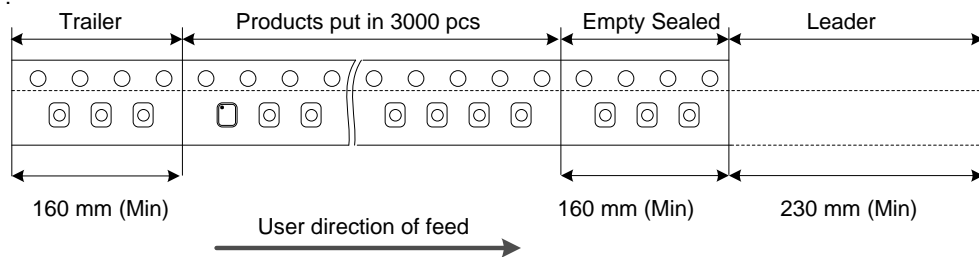 .
Trailer Products put in 3000 pcs Empty Sealed Leader
160 mm (Min) 160 mm (Min) 230 mm (Min)
User direction of feed